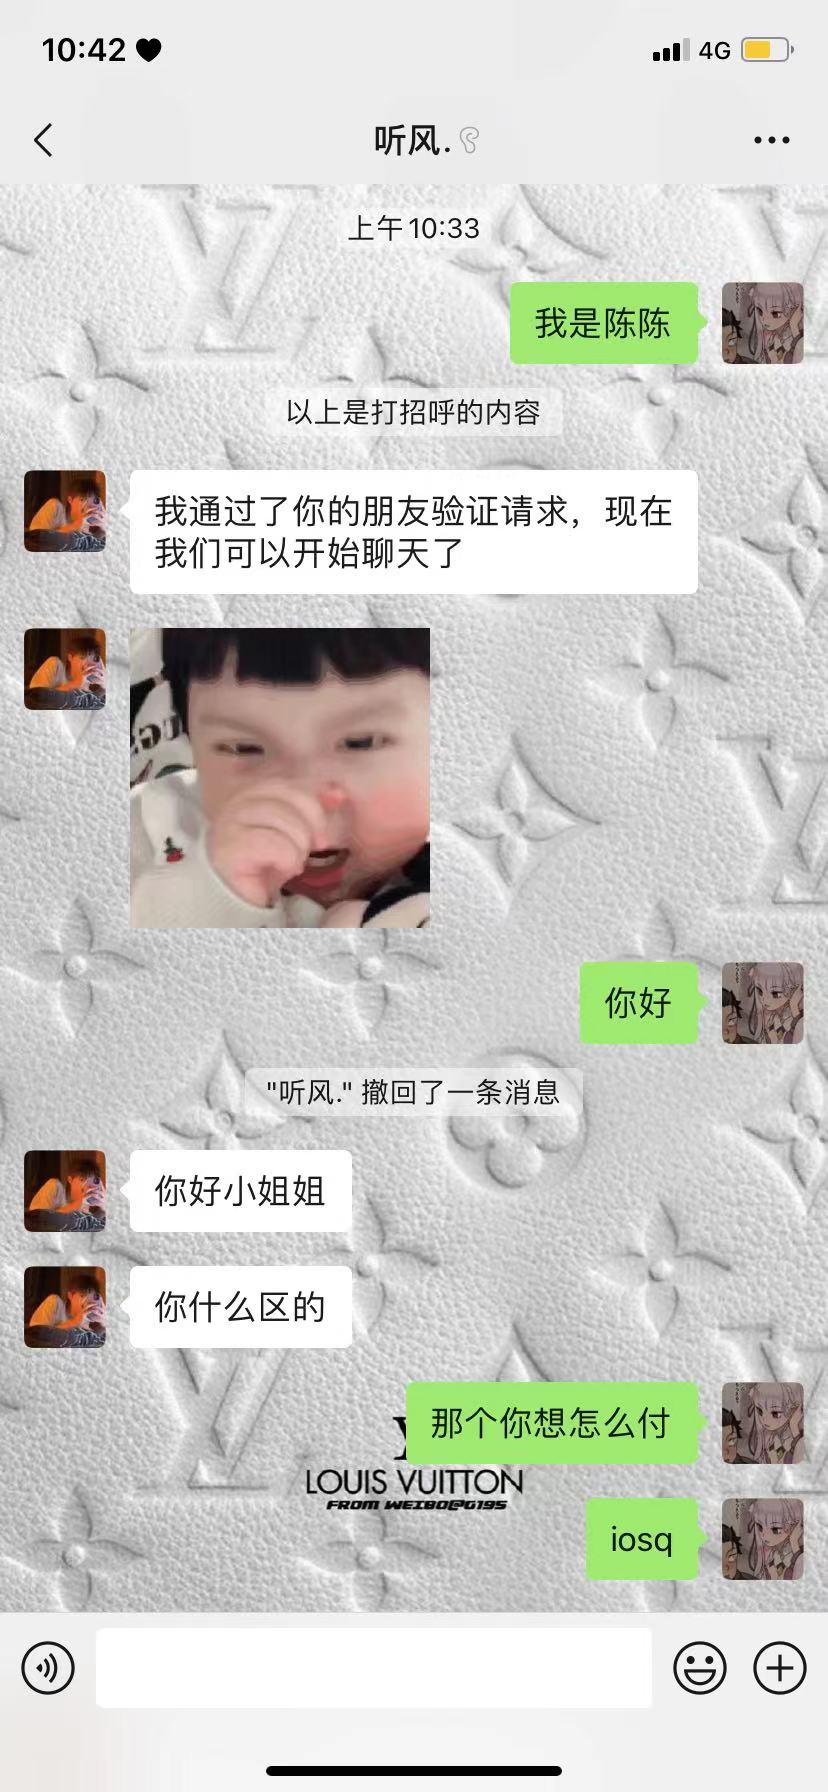 10:42
4G
听风.
上午10:33
我是陈陈
以上是打招呼的内容
我通过了你的朋友验证请求，现在
我们可以开始聊天了
你好
"听风." 撤回了一条消息
你好小姐姐
你什么区的
那个你想怎么付
LOUIS VUITTON
FROM WEIBO@G195
iosq